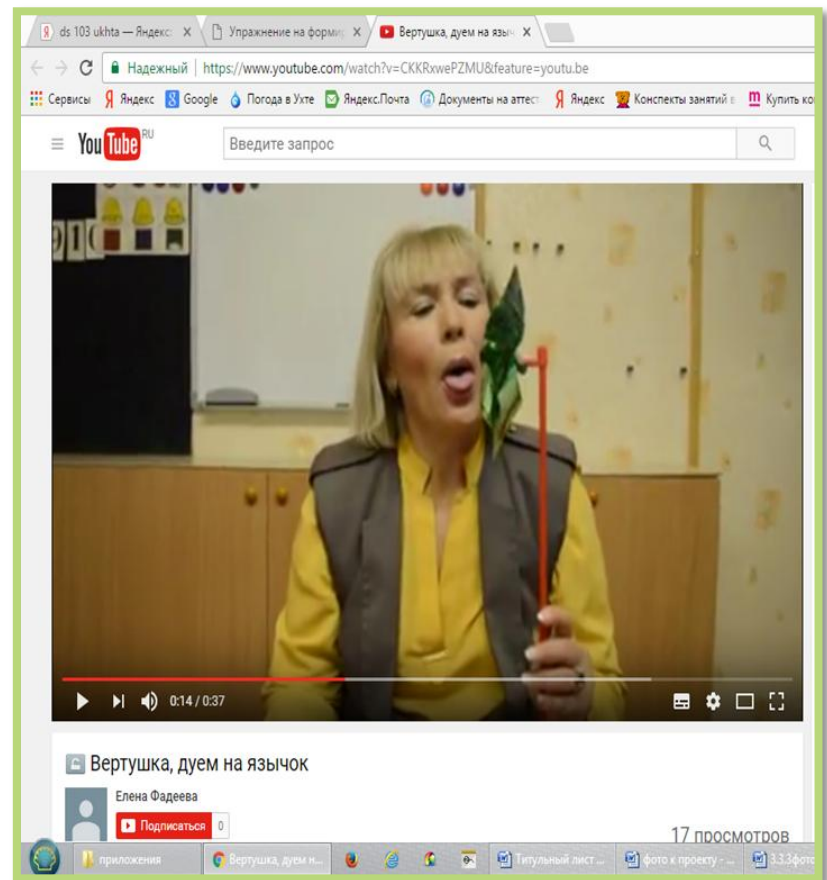 ds 103 ukhta — Яндекс: X Упражнение на форми X Вертушка, дуем на языч X
Надежный https://www.youtube.com/watch?v=CKKRxwePZMU&feature=youtu.be
Сервисы Яндекс Google Погода в Ухте Яндекс.Почта Документы на аттест Яндекс Конспекты занятий в Купить ко
YouTube RU Введите запрос
910
0:14 / 0:37
Вертушка, дуем на язычок
Елена Фадеева
Подписаться 0
17 просмотров
приложения Вертушка, дуем н... Титульный лист ... фото к проекту - ... 3.3.3фото